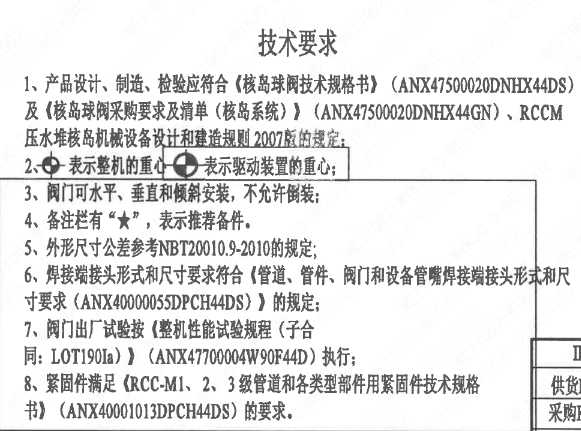 技术要求
1、产品设计、制造、检验应符合《核岛球阀技术规格书》（ANX47500020DNHX44DS）
及《核岛球阀采购要求及清单（核岛系统）》（ANX47500020DNHX44GN）、RCCM
压水堆核岛机械设备设计和建造规则 2007版的规定；
2、表示整机的重心 表示驱动装置的重心；
3、阀门可水平、垂直和倾斜安装，不允许倒装；
4、备注栏有“★”，表示推荐备件。
5、外形尺寸公差参考NBT20010.9-2010的规定;
6、焊接端接头形式和尺寸要求符合《管道、管件、阀门和设备管嘴焊接端接头形式和尺
寸要求（ANX40000055DPCH44DS）》的规定；
7、阀门出厂试验按《整机性能试验规程（子合
同：LOT190Ia）》（ANX47700004W90F44D）执行；
8、紧固件满足《RCC-M1、2、3级管道和各类型部件用紧固件技术规格
书》（ANX40001013DPCH44DS）的要求。
供货
采购